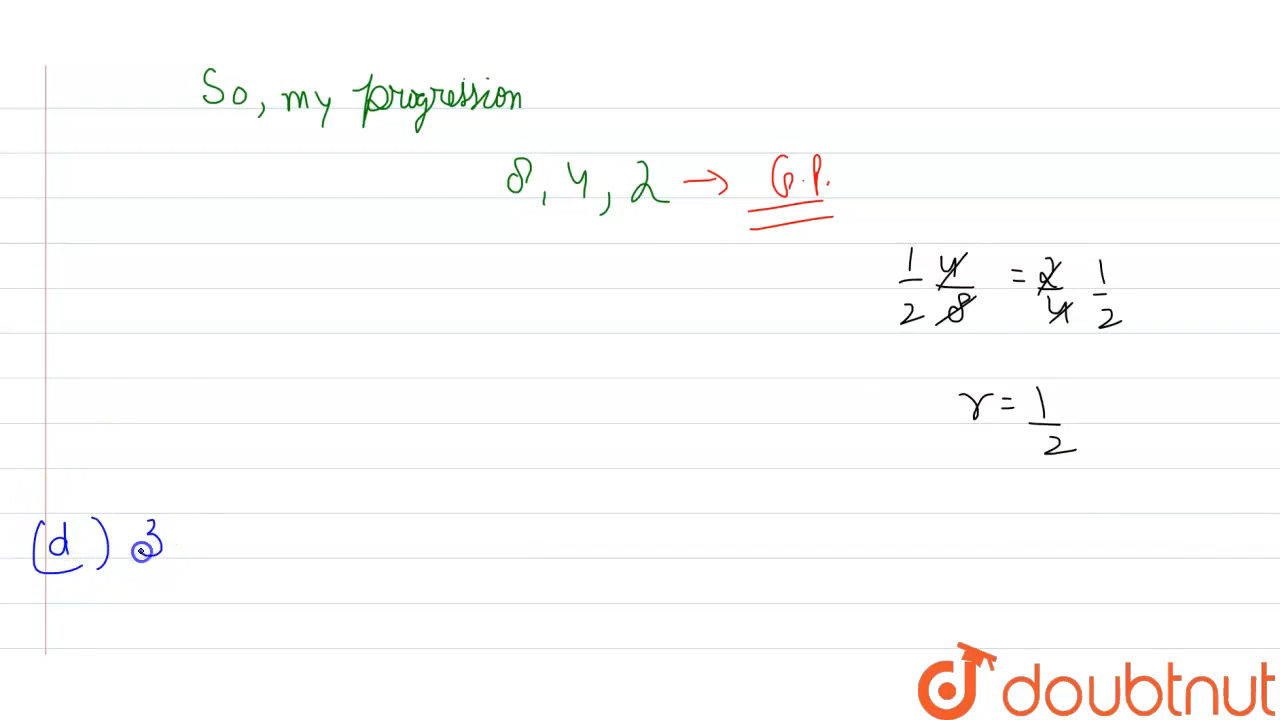 So, my progression
8, 4, 2 → G.P.
1/2 4/8 = 2/4 1/2
r = 1/2
(d) 3
doubtnut